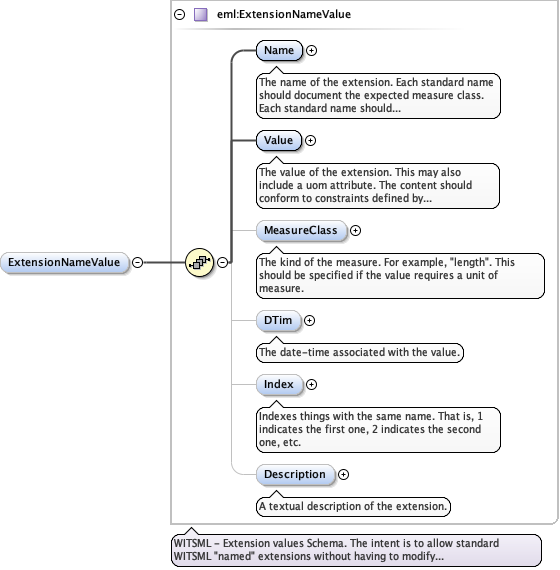 eml:ExtensionNameValue
Name
The name of the extension. Each standard name
should document the expected measure class.
Each standard name should...
Value
The value of the extension. This may also
include a uom attribute. The content should
conform to constraints defined by...
MeasureClass
The kind of the measure. For example, "length". This
should be specified if the value requires a unit of
measure.
ExtensionNameValue
DTim
The date-time associated with the value.
Index
Indexes things with the same name. That is, 1
indicates the first one, 2 indicates the second
one, etc.
Description
A textual description of the extension.
WITSML - Extension values Schema. The intent is to allow standard
WITSML "named" extensions without having to modify...